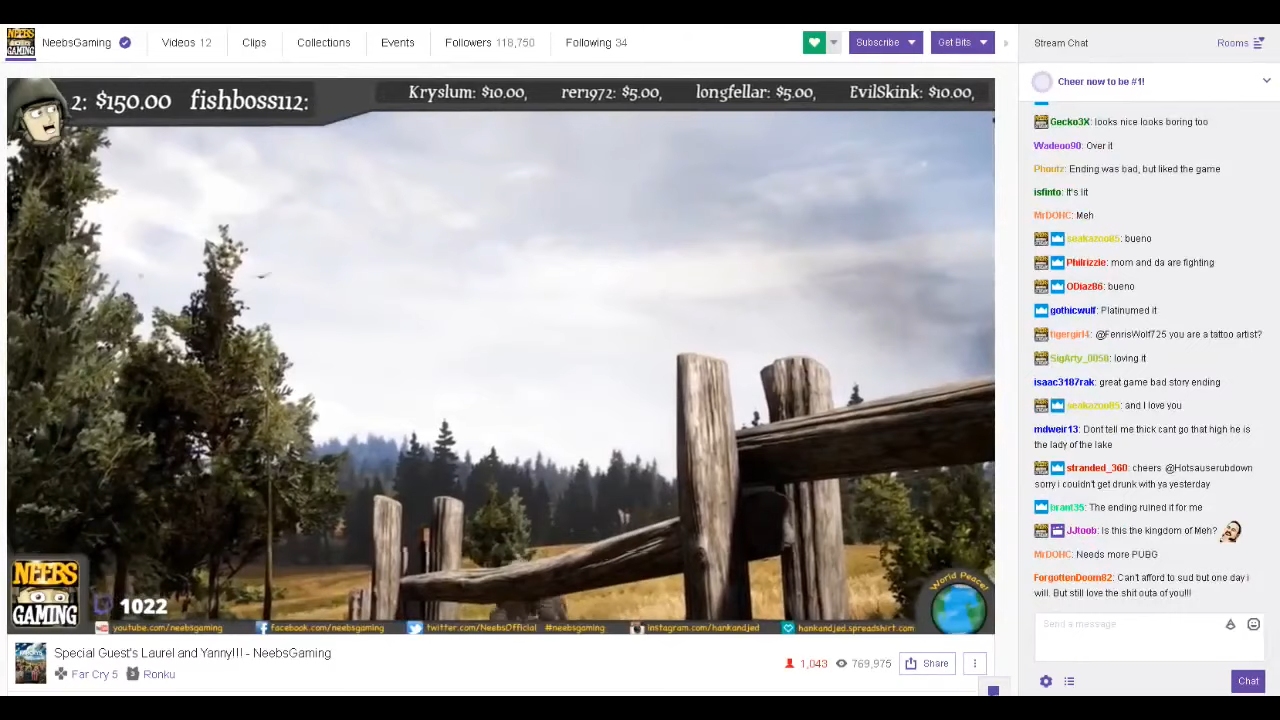 NeebsGaming Videos 12 Clips Collections Events Followers 118,750 Following 34 Subscribe Get Bits
2: $150.00 fishboss112:
Kryslum: $10.00, rer1972: $5.00, longfellar: $5.00, EvilSkink: $10.00,
NEEBS
GAMING
1022
World Peace!
youtube.com/neebsgaming facebook.com/neebsgaming twitter.com/NeebsOfficial #neebsgaming instagram.com/hankandjed hankandjed.spreadshirt.com
Special Guest's Laurel and Yanny!!! - NeebsGaming
1,043 769,975 Share
Far Cry 5 Ronku
Stream Chat Rooms
Cheer now to be #1!
Gecko3X: looks nice looks boring too
Wadeoo90: Over it
Phoutz: Ending was bad, but liked the game
isfinto: It's lit
MrDOHC: Meh
seakazoo85: bueno
Philrizzle: mom and da are fighting
ODiaz86: bueno
gothicwulf: Platinumed it
tigergirl4: @FenrisWolf725 you are a tattoo artist?
SigArty_0058: loving it
isaac3187rak: great game bad story ending
seakazoo85: and I love you
mdweir13: Dont tell me thick cant go that high he is
the lady of the lake
stranded_360: cheers @Hotsauserubdown
sorry i couldn't get drunk with ya yesterday
brant35: The ending ruined it for me
JJtoob: Is this the kingdom of Meh?
MrDOHC: Needs more PUBG
ForgottenDoom82: Can't afford to sud but one day i
will. But still love the shit outa of you!!!
Send a message
Chat